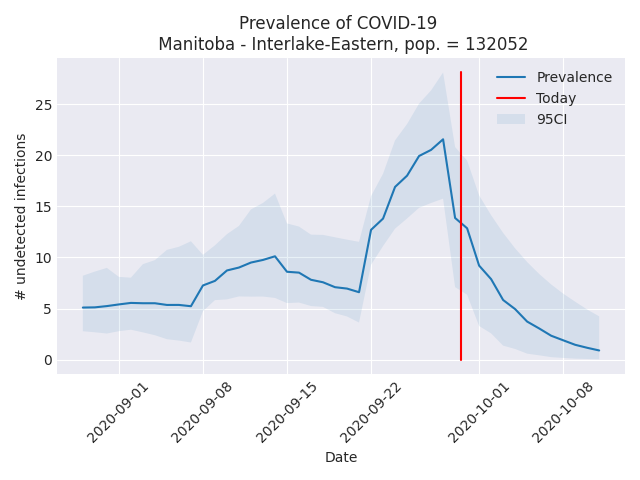 Prevalence of COVID-19
Manitoba - Interlake-Eastern, pop. = 132052
Prevalence
Today
95CI
# undetected infections
25
20
15
10
5
0
2020-09-01
2020-09-08
2020-09-15
2020-09-22
2020-10-01
2020-10-08
Date